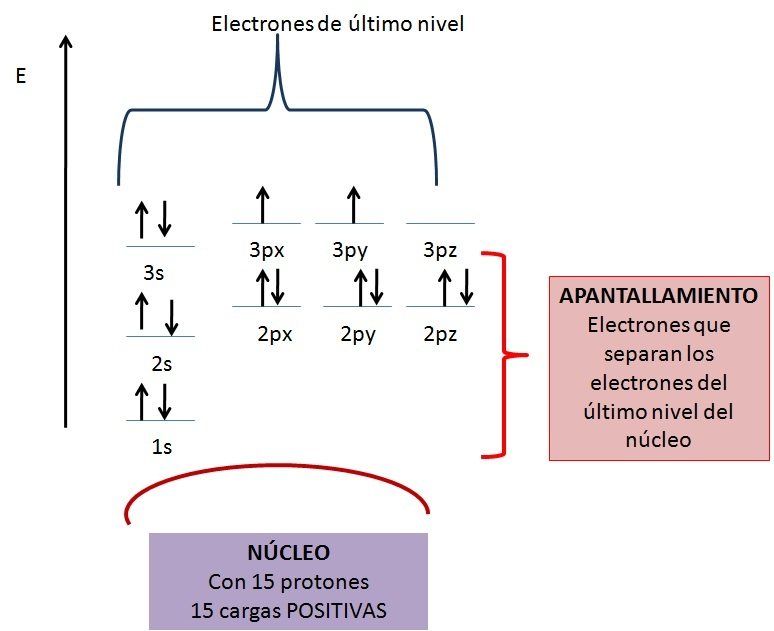 Electrones de último nivel
E
3s
3px
3py
3pz
2s
2px
2py
2pz
1s
APANTALLAMIENTO
Electrones que
separan los
electrones del
último nivel del
núcleo
NÚCLEO
Con 15 protones
15 cargas POSITIVAS